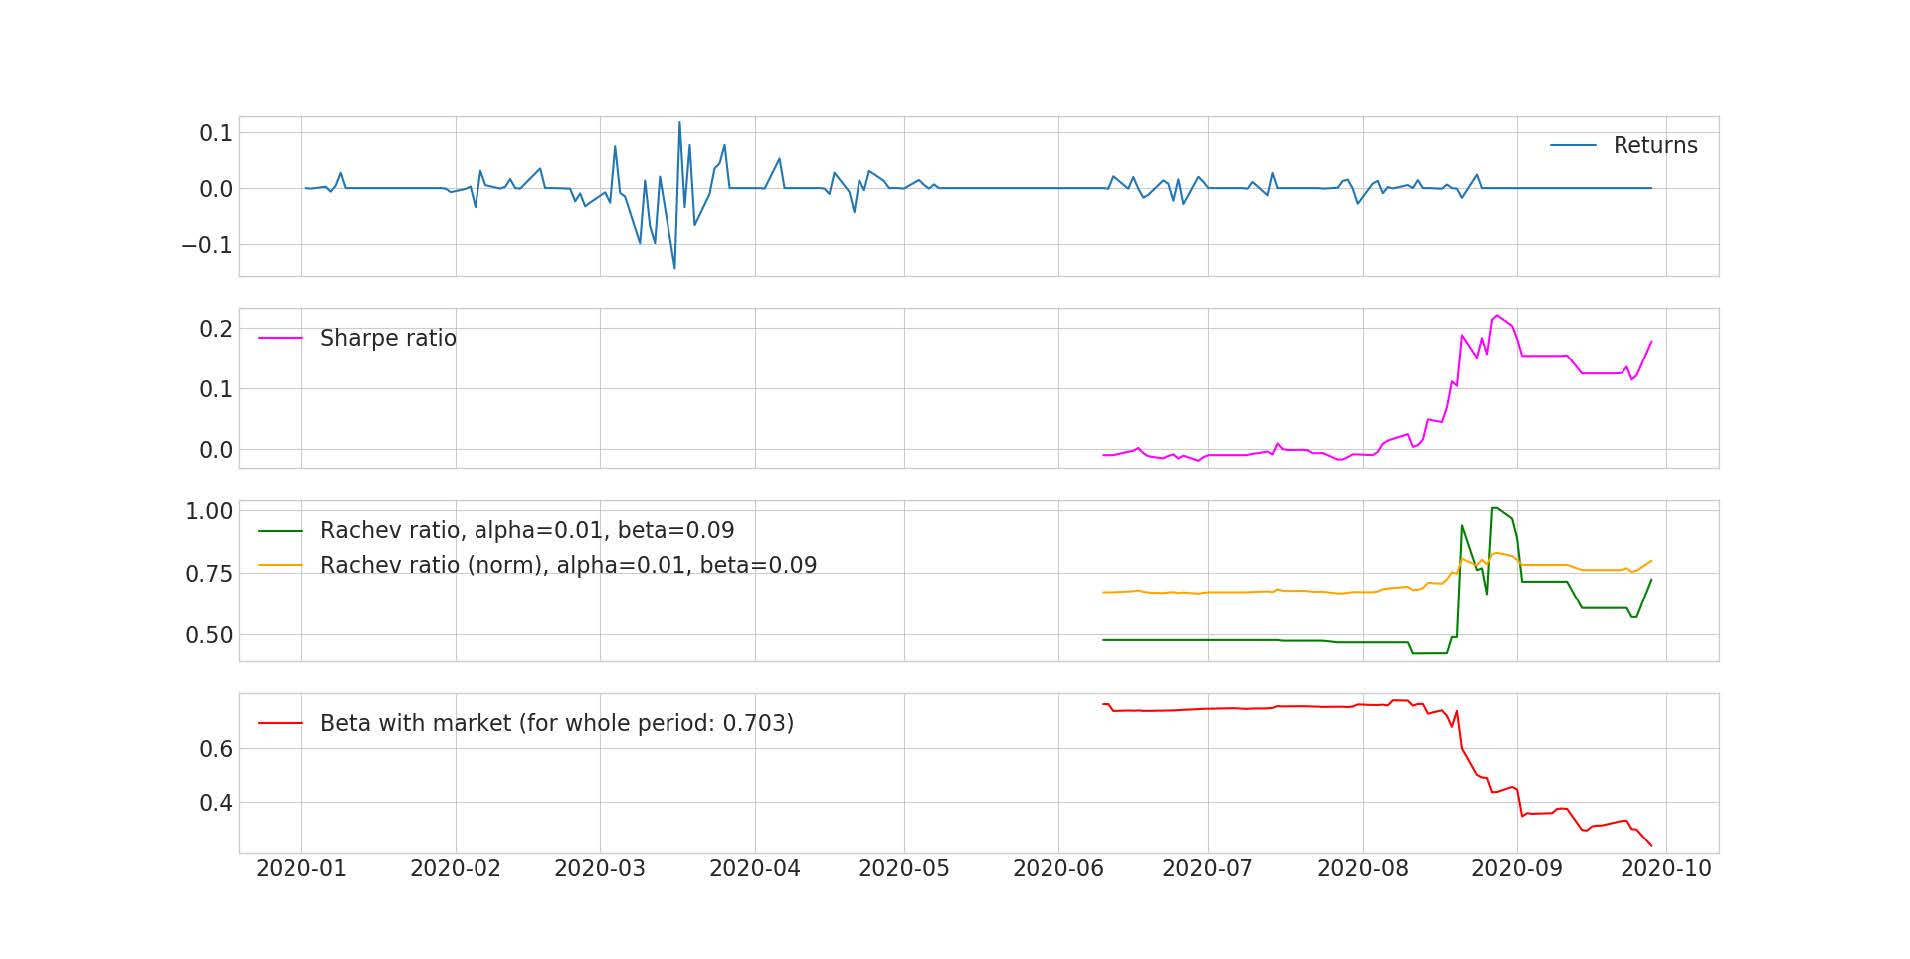 0.1
0.0
−0.1
Returns
0.2
0.1
0.0
Sharpe ratio
1.00
0.75
0.50
Rachev ratio, alpha=0.01, beta=0.09
Rachev ratio (norm), alpha=0.01, beta=0.09
0.6
0.4
Beta with market (for whole period: 0.703)
2020-01 2020-02 2020-03 2020-04 2020-05 2020-06 2020-07 2020-08 2020-09 2020-10